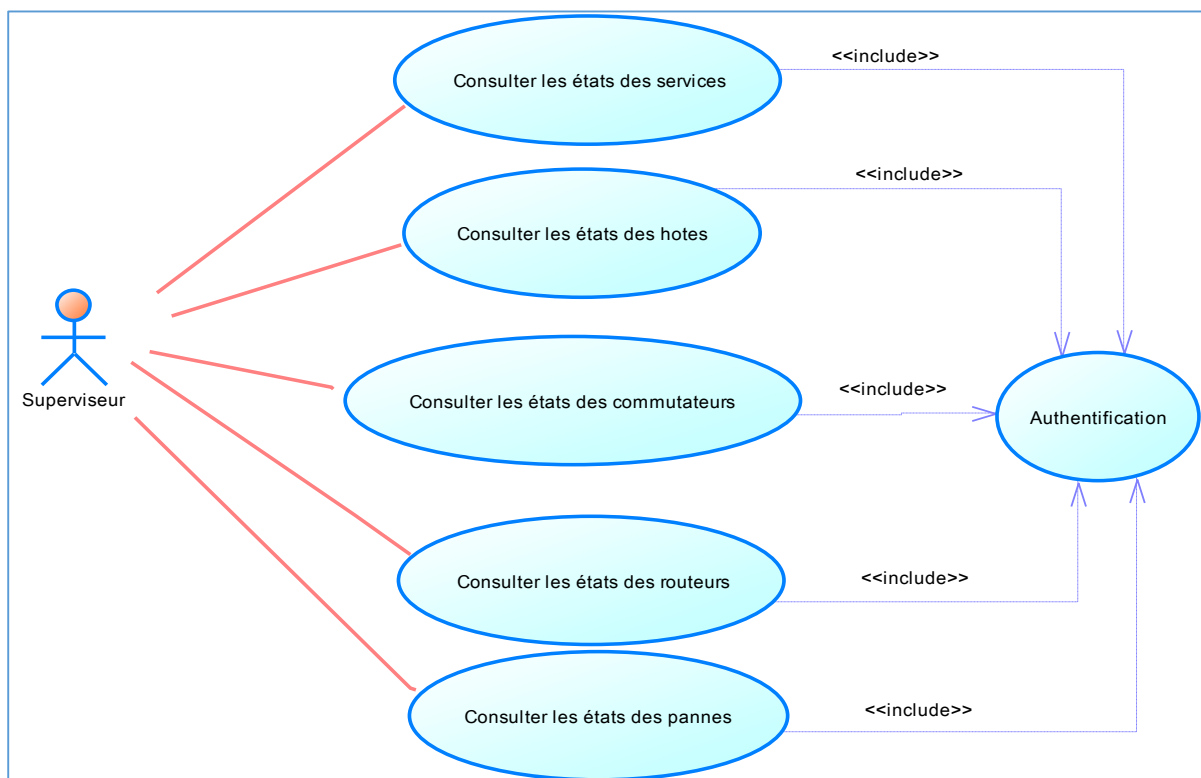 Consulter les états des services
<<include>>
Consulter les états des hotes
<<include>>
Superviseur
Consulter les états des commutateurs
<<include>>
Authentification
Consulter les états des routeurs
<<include>>
Consulter les états des pannes
<<include>>